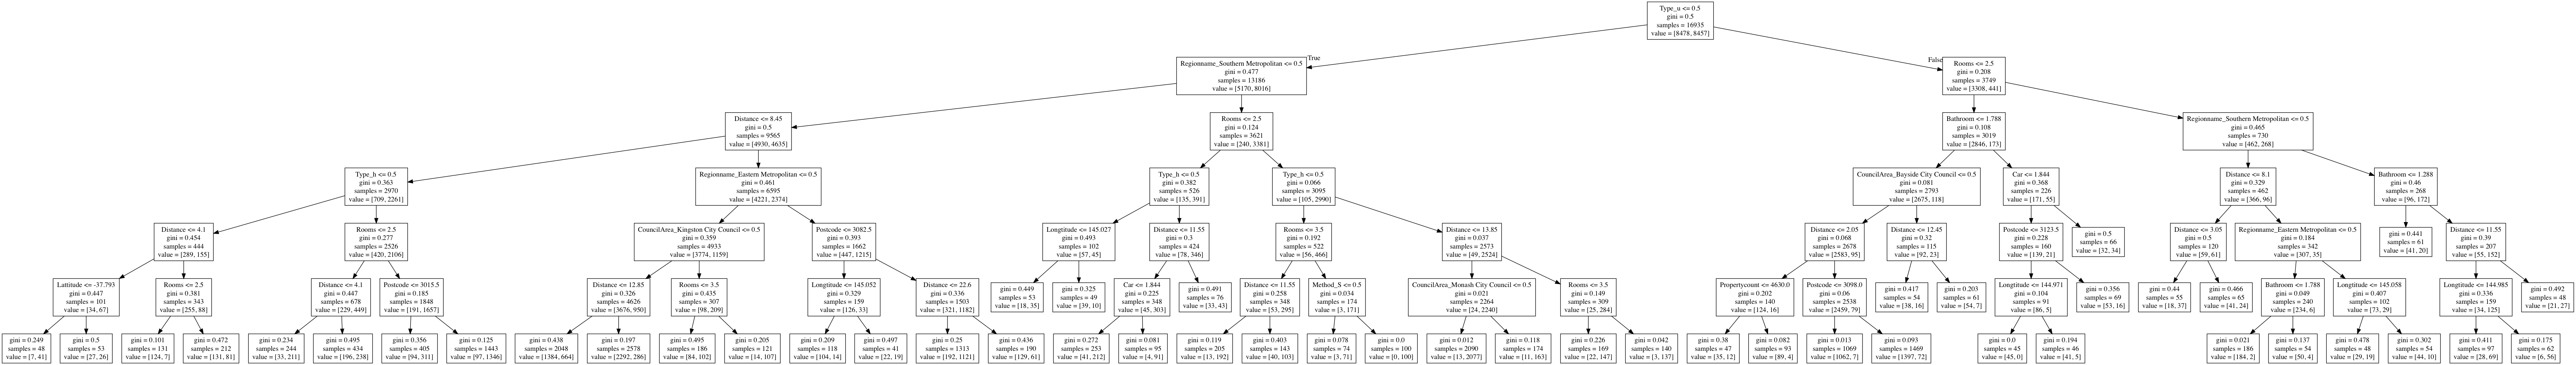 Type_u <= 0.5
gini = 0.5
samples = 16935
value = [8478, 8457]
True
False
Regionname_Southern Metropolitan <= 0.5
gini = 0.477
samples = 13186
value = [5170, 8016]
Rooms <= 2.5
gini = 0.208
samples = 3749
value = [3308, 441]
Distance <= 8.45
gini = 0.5
samples = 9565
value = [4930, 4635]
Rooms <= 2.5
gini = 0.124
samples = 3621
value = [240, 3381]
Bathroom <= 1.788
gini = 0.108
samples = 3019
value = [2846, 173]
Regionname_Southern Metropolitan <= 0.5
gini = 0.465
samples = 730
value = [462, 268]
Type_h <= 0.5
gini = 0.363
samples = 2970
value = [709, 2261]
Regionname_Eastern Metropolitan <= 0.5
gini = 0.461
samples = 6595
value = [4221, 2374]
Type_h <= 0.5
gini = 0.382
samples = 526
value = [135, 391]
Type_h <= 0.5
gini = 0.066
samples = 3095
value = [105, 2990]
CouncilArea_Bayside City Council <= 0.5
gini = 0.081
samples = 2793
value = [2675, 118]
Car <= 1.844
gini = 0.368
samples = 226
value = [171, 55]
Distance <= 8.1
gini = 0.329
samples = 462
value = [366, 96]
Bathroom <= 1.288
gini = 0.46
samples = 268
value = [96, 172]
Distance <= 4.1
gini = 0.454
samples = 444
value = [289, 155]
Rooms <= 2.5
gini = 0.277
samples = 2526
value = [420, 2106]
CouncilArea_Kingston City Council <= 0.5
gini = 0.359
samples = 4933
value = [3774, 1159]
Postcode <= 3082.5
gini = 0.393
samples = 1662
value = [447, 1215]
Longtitude <= 145.027
gini = 0.493
samples = 102
value = [57, 45]
Distance <= 11.55
gini = 0.3
samples = 424
value = [78, 346]
Rooms <= 3.5
gini = 0.192
samples = 522
value = [56, 466]
Distance <= 13.85
gini = 0.037
samples = 2573
value = [49, 2524]
Distance <= 2.05
gini = 0.068
samples = 2678
value = [2583, 95]
Distance <= 12.45
gini = 0.32
samples = 115
value = [92, 23]
Postcode <= 3123.5
gini = 0.228
samples = 160
value = [139, 21]
gini = 0.5
samples = 66
value = [32, 34]
Distance <= 3.05
gini = 0.5
samples = 120
value = [59, 61]
Regionname_Eastern Metropolitan <= 0.5
gini = 0.184
samples = 342
value = [307, 35]
gini = 0.441
samples = 61
value = [41, 20]
Distance <= 11.55
gini = 0.39
samples = 207
value = [55, 152]
Lattitude <= -37.793
gini = 0.447
samples = 101
value = [34, 67]
Rooms <= 2.5
gini = 0.381
samples = 343
value = [255, 88]
Distance <= 4.1
gini = 0.447
samples = 678
value = [229, 449]
Postcode <= 3015.5
gini = 0.185
samples = 1848
value = [191, 1657]
Distance <= 12.85
gini = 0.326
samples = 4626
value = [3676, 950]
Rooms <= 3.5
gini = 0.435
samples = 307
value = [98, 209]
Longtitude <= 145.052
gini = 0.329
samples = 159
value = [126, 33]
Distance <= 22.6
gini = 0.336
samples = 1503
value = [321, 1182]
gini = 0.449
samples = 53
value = [18, 35]
gini = 0.325
samples = 49
value = [39, 10]
Car <= 1.844
gini = 0.225
samples = 348
value = [45, 303]
gini = 0.491
samples = 76
value = [33, 43]
Distance <= 11.55
gini = 0.258
samples = 348
value = [53, 295]
Method_S <= 0.5
gini = 0.034
samples = 174
value = [3, 171]
CouncilArea_Monash City Council <= 0.5
gini = 0.021
samples = 2264
value = [24, 2240]
Rooms <= 3.5
gini = 0.149
samples = 309
value = [25, 284]
Propertycount <= 4630.0
gini = 0.202
samples = 140
value = [124, 16]
Postcode <= 3098.0
gini = 0.06
samples = 2538
value = [2459, 79]
gini = 0.417
samples = 54
value = [38, 16]
gini = 0.203
samples = 61
value = [54, 7]
Longtitude <= 144.971
gini = 0.104
samples = 91
value = [86, 5]
gini = 0.356
samples = 69
value = [53, 16]
gini = 0.44
samples = 55
value = [18, 37]
gini = 0.466
samples = 65
value = [41, 24]
Bathroom <= 1.788
gini = 0.049
samples = 240
value = [234, 6]
Longtitude <= 145.058
gini = 0.407
samples = 102
value = [73, 29]
Longtitude <= 144.985
gini = 0.336
samples = 159
value = [34, 125]
gini = 0.492
samples = 48
value = [21, 27]
gini = 0.249
samples = 48
value = [7, 41]
gini = 0.5
samples = 53
value = [27, 26]
gini = 0.101
samples = 131
value = [124, 7]
gini = 0.472
samples = 212
value = [131, 81]
gini = 0.234
samples = 244
value = [33, 211]
gini = 0.495
samples = 434
value = [196, 238]
gini = 0.356
samples = 405
value = [94, 311]
gini = 0.125
samples = 1443
value = [97, 1346]
gini = 0.438
samples = 2048
value = [1384, 664]
gini = 0.197
samples = 2578
value = [2292, 286]
gini = 0.495
samples = 186
value = [84, 102]
gini = 0.205
samples = 121
value = [14, 107]
gini = 0.209
samples = 118
value = [104, 14]
gini = 0.497
samples = 41
value = [22, 19]
gini = 0.25
samples = 1313
value = [192, 1121]
gini = 0.436
samples = 190
value = [129, 61]
gini = 0.272
samples = 253
value = [41, 212]
gini = 0.081
samples = 95
value = [4, 91]
gini = 0.119
samples = 205
value = [13, 192]
gini = 0.403
samples = 143
value = [40, 103]
gini = 0.078
samples = 74
value = [3, 71]
gini = 0.0
samples = 100
value = [0, 100]
gini = 0.012
samples = 2090
value = [13, 2077]
gini = 0.118
samples = 174
value = [11, 163]
gini = 0.226
samples = 169
value = [22, 147]
gini = 0.042
samples = 140
value = [3, 137]
gini = 0.38
samples = 47
value = [35, 12]
gini = 0.082
samples = 93
value = [89, 4]
gini = 0.013
samples = 1069
value = [1062, 7]
gini = 0.093
samples = 1469
value = [1397, 72]
gini = 0.0
samples = 45
value = [45, 0]
gini = 0.194
samples = 46
value = [41, 5]
gini = 0.021
samples = 186
value = [184, 2]
gini = 0.137
samples = 54
value = [50, 4]
gini = 0.478
samples = 48
value = [29, 19]
gini = 0.302
samples = 54
value = [44, 10]
gini = 0.411
samples = 97
value = [28, 69]
gini = 0.175
samples = 62
value = [6, 56]